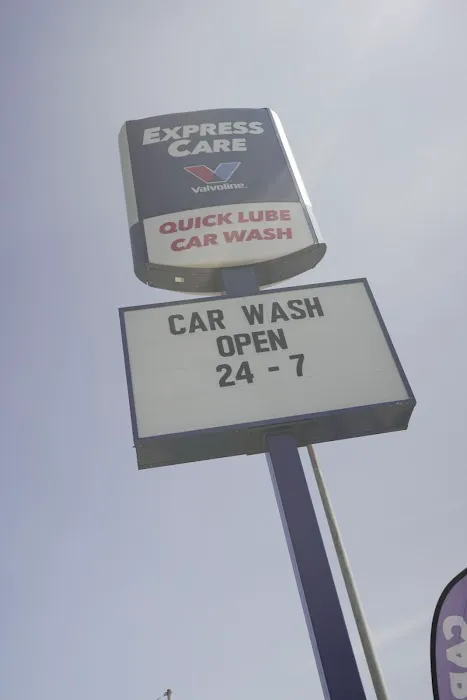 EXPRESS
CARE
Valvoline.
QUICK LUBE
CAR WASH
CAR WASH
OPEN
24 - 7